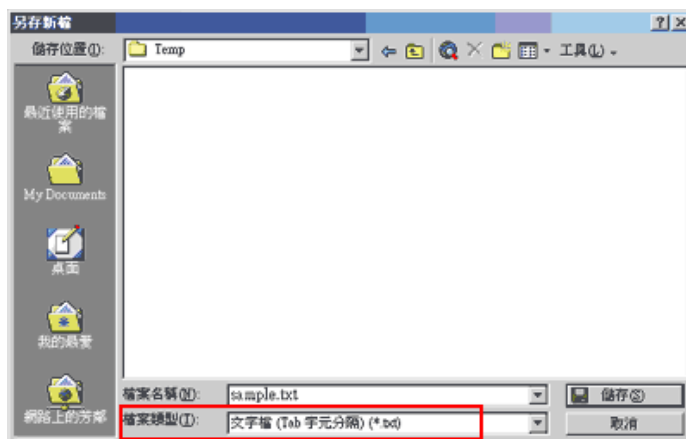 另存新檔
儲存位置(I):
Temp
工具(L)
最近使用的檔
案
My Documents
桌面
我的最愛
網路上的芳鄰
檔案名稱(N):
sample.txt
儲存(S)
檔案類型(T):
文字檔 (Tab 字元分隔) (*.txt)
取消